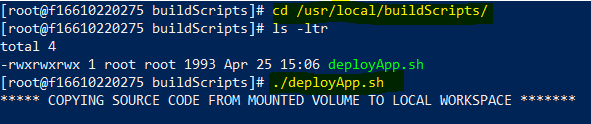 [root@f16610220275 buildScripts]# cd /usr/local/buildScripts/
[root@f16610220275 buildScripts]# ls -ltr
total 4
-rwxrwxrwx 1 root root 1993 Apr 25 15:06 deployApp.sh
[root@f16610220275 buildScripts]# ./deployApp.sh
***** COPYING SOURCE CODE FROM MOUNTED VOLUME TO LOCAL WORKSPACE *******